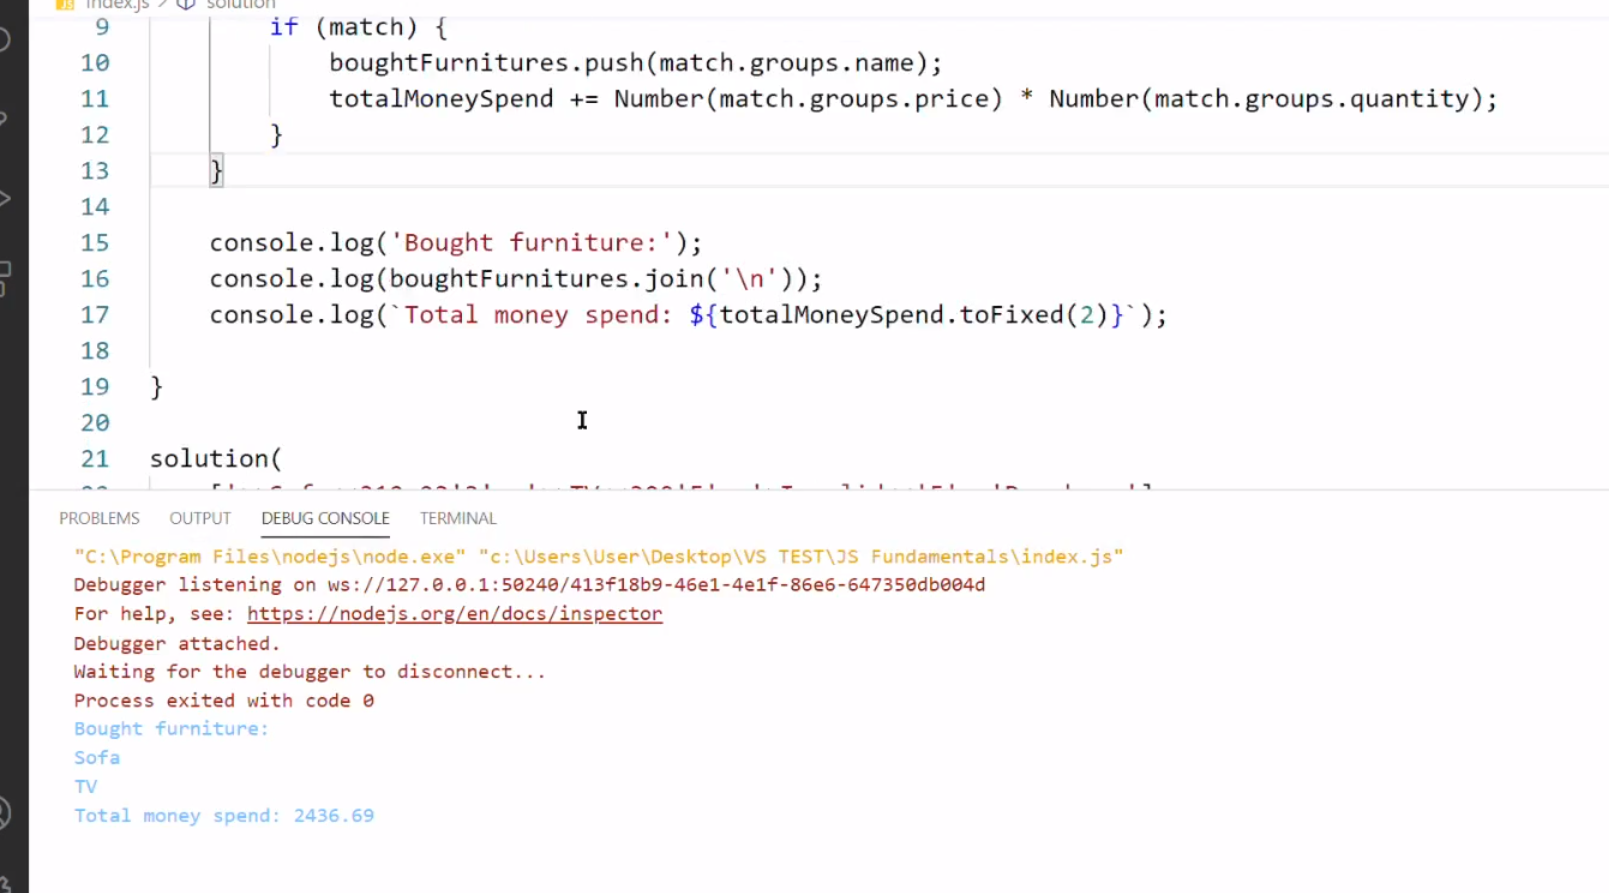 index.js > solution
9 if (match) {
10 boughtFurnitures.push(match.groups.name);
11 totalMoneySpend += Number(match.groups.price) * Number(match.groups.quantity);
12 }
13 }
14
15 console.log('Bought furniture:');
16 console.log(boughtFurnitures.join('\n'));
17 console.log(`Total money spend: ${totalMoneySpend.toFixed(2)}`);
18
19 }
20
21 solution(
PROBLEMS OUTPUT DEBUG CONSOLE TERMINAL
"C:\Program Files\nodejs\node.exe" "c:\Users\User\Desktop\VS TEST\JS Fundamentals\index.js"
Debugger listening on ws://127.0.0.1:50240/413f18b9-46e1-4e1f-86e6-647350db004d
For help, see: https://nodejs.org/en/docs/inspector
Debugger attached.
Waiting for the debugger to disconnect...
Process exited with code 0
Bought furniture:
Sofa
TV
Total money spend: 2436.69